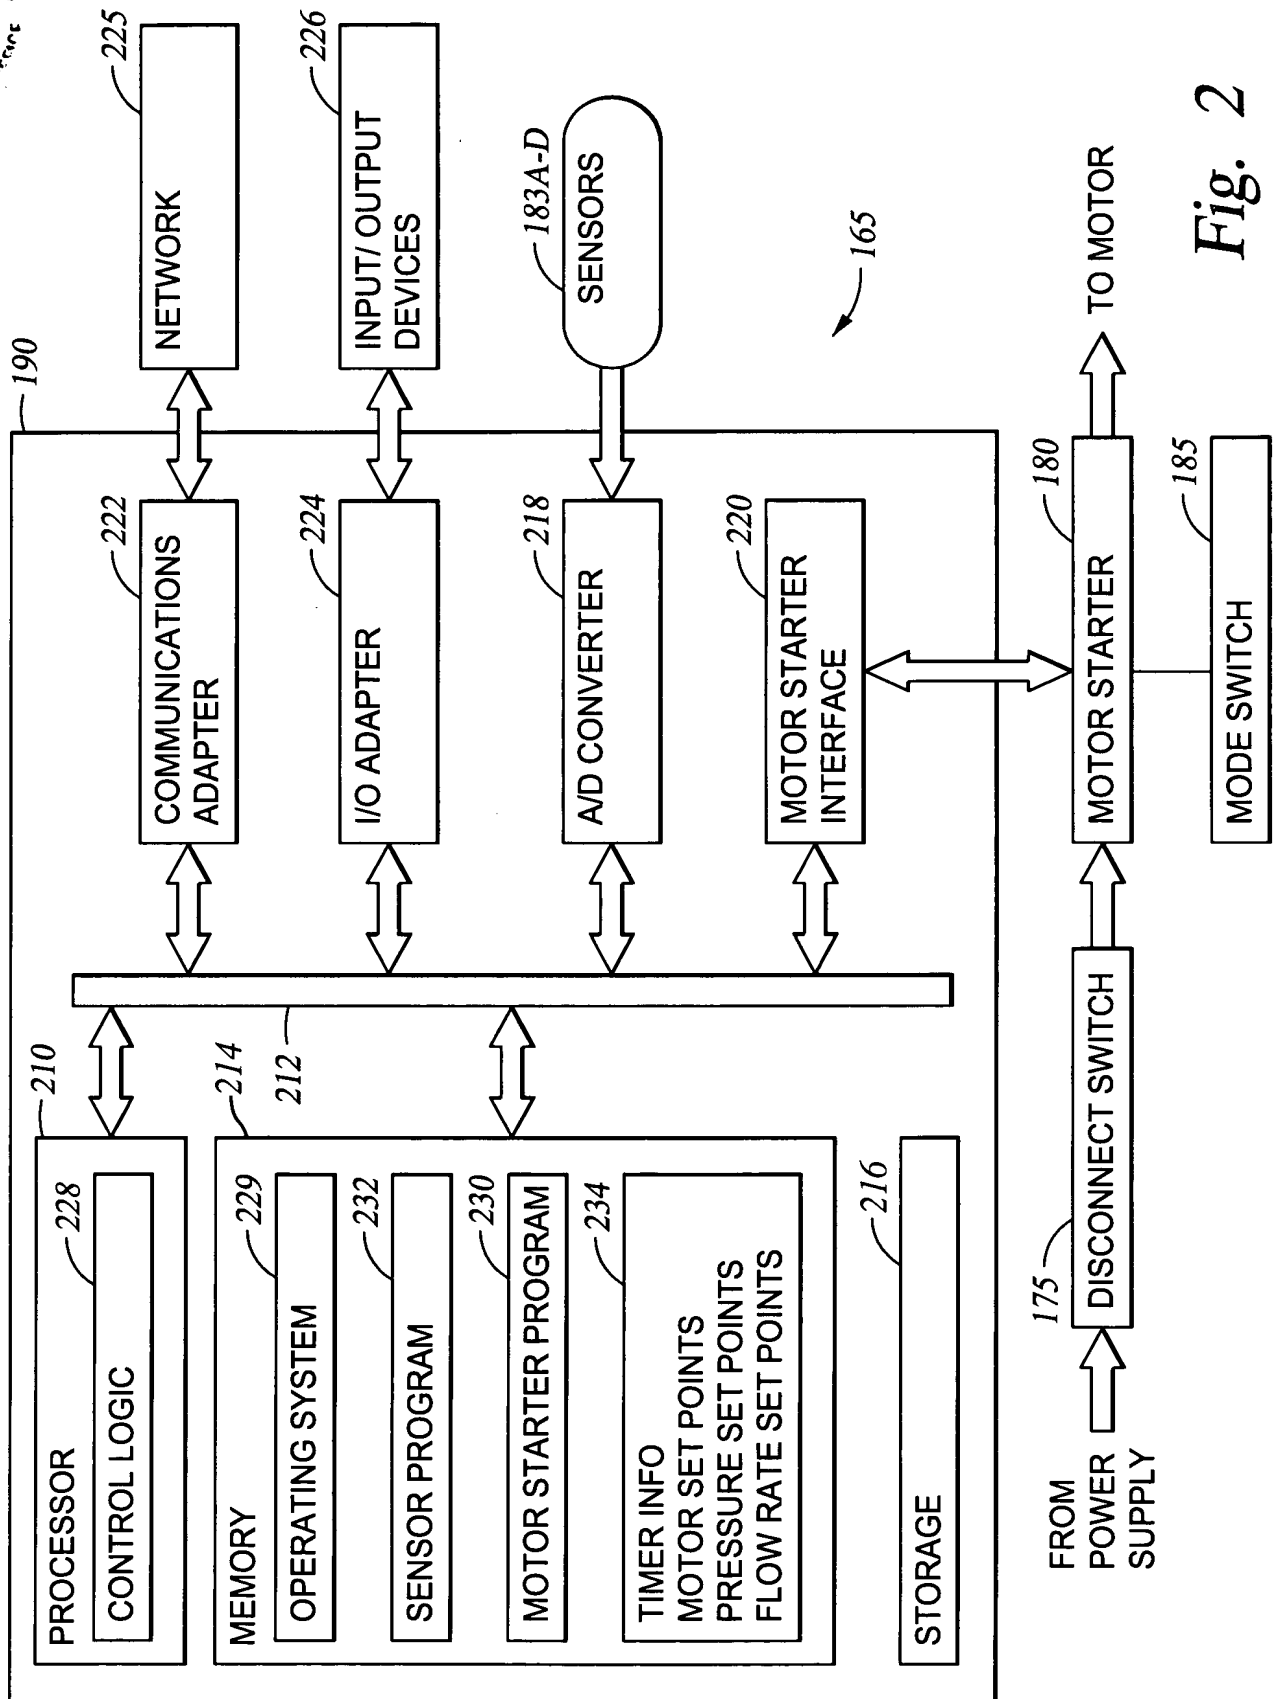 190
PROCESSOR
210
CONTROL LOGIC
228
MEMORY
214
OPERATING SYSTEM
229
SENSOR PROGRAM
232
MOTOR STARTER PROGRAM
230
TIMER INFO
MOTOR SET POINTS
PRESSURE SET POINTS
FLOW RATE SET POINTS
234
STORAGE
216
212
COMMUNICATIONS
ADAPTER
222
I/O ADAPTER
224
A/D CONVERTER
218
MOTOR STARTER
INTERFACE
220
NETWORK
225
INPUT/ OUTPUT
DEVICES
226
SENSORS
183A-D
165
FROM
POWER
SUPPLY
175
DISCONNECT SWITCH
MOTOR STARTER
180
TO MOTOR
MODE SWITCH
185
Fig. 2